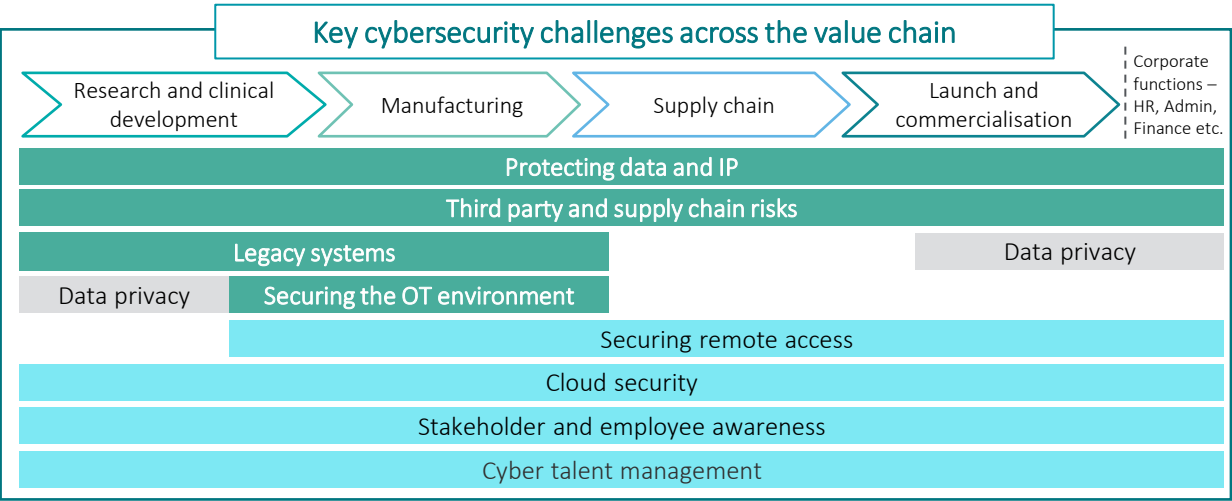 Key cybersecurity challenges across the value chain
Research and clinical
development
Manufacturing
Supply chain
Launch and
commercialisation
Corporate
functions –
HR, Admin,
Finance etc.
Protecting data and IP
Third party and supply chain risks
Legacy systems
Data privacy
Data privacy
Securing the OT environment
Securing remote access
Cloud security
Stakeholder and employee awareness
Cyber talent management